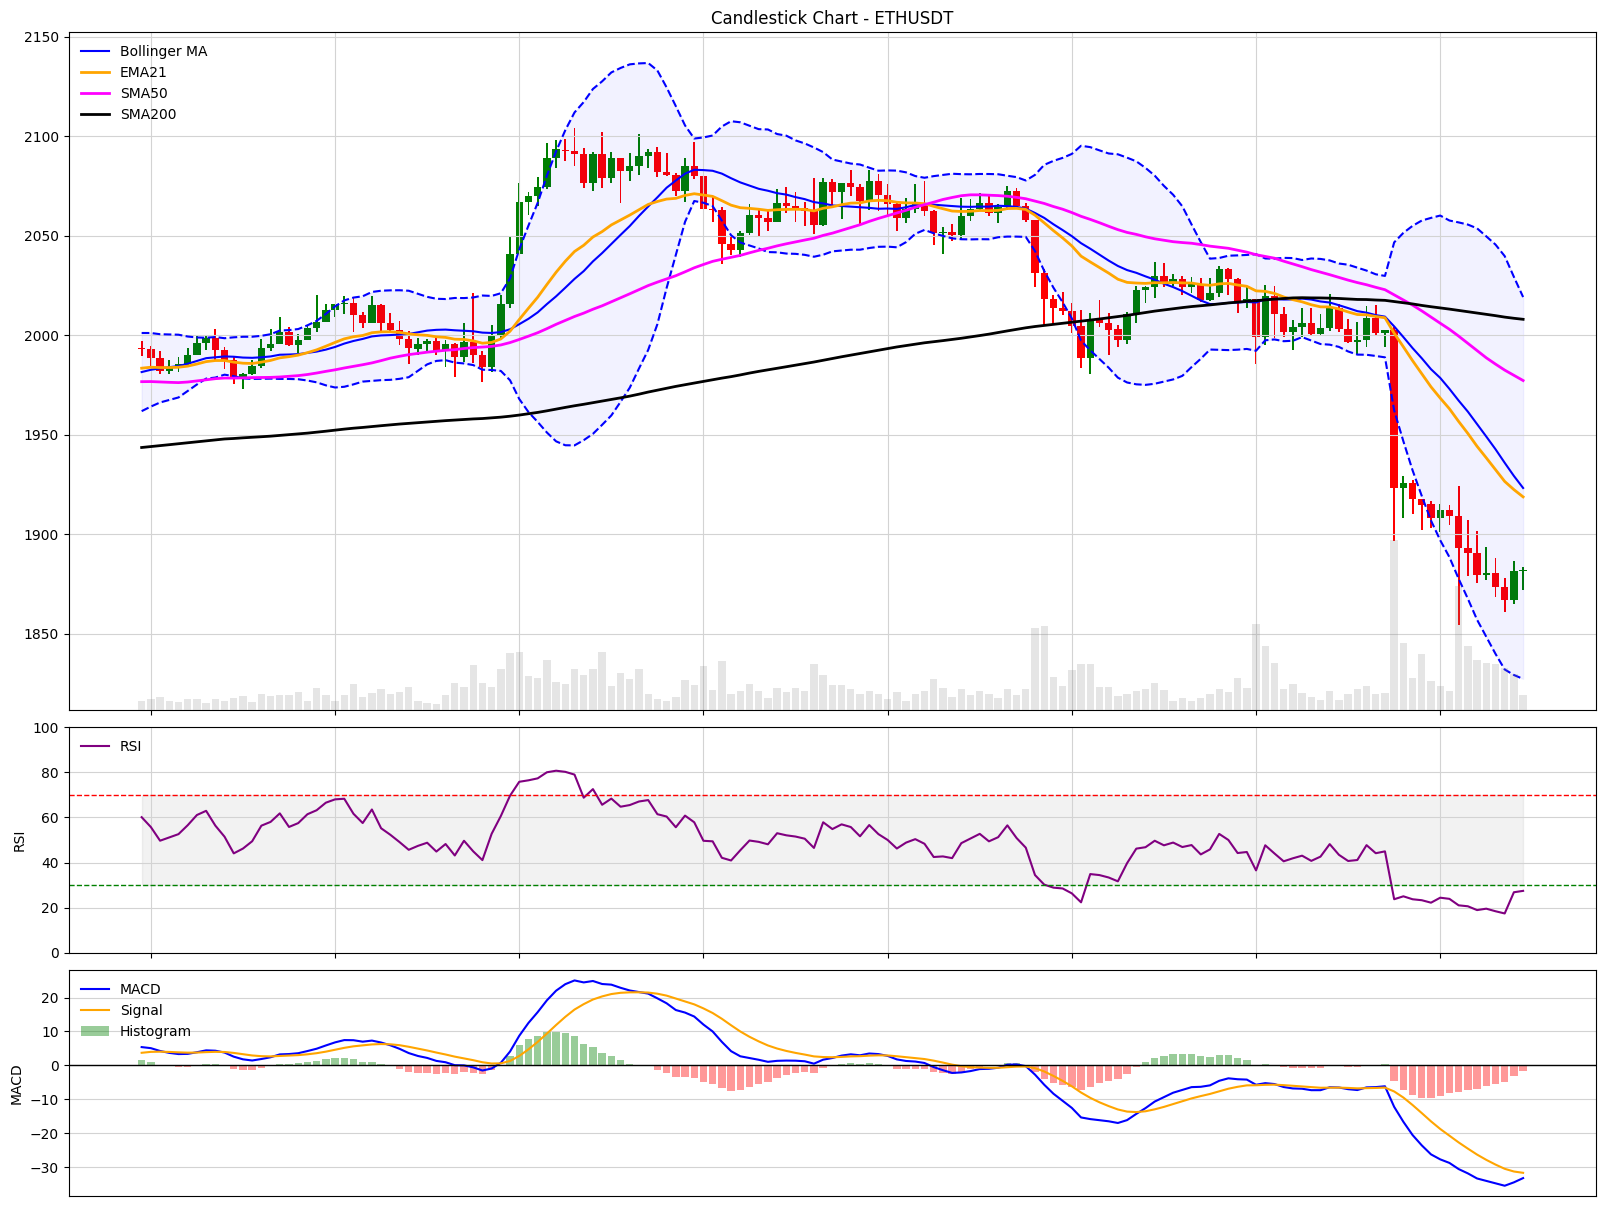 Candlestick Chart - ETHUSDT
2150
Bollinger MA
EMA21
SMA50
SMA200
2100
2050
2000
1950
1900
1850
100
RSI
80
60
40
20
0
RSI
MACD
Signal
Histogram
20
10
0
−10
−20
−30
MACD